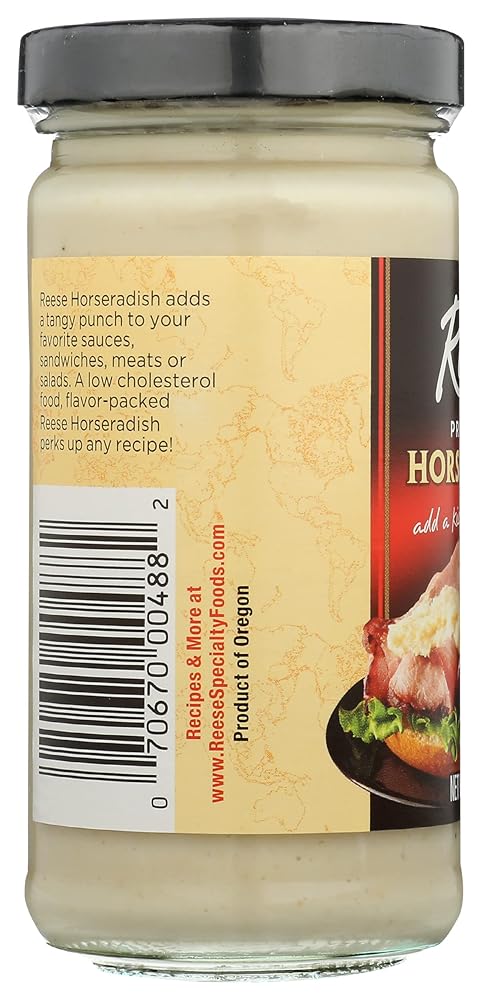 Reese Horseradish adds
a tangy punch to your
favorite sauces,
sandwiches, meats or
salads. A low cholesterol
food, flavor-packed
Reese Horseradish
perks up any recipe!
0 70670 00488 2
Recipes & More at
www.ReeseSpecialtyFoods.com
Product of Oregon
HORS
add a
NET